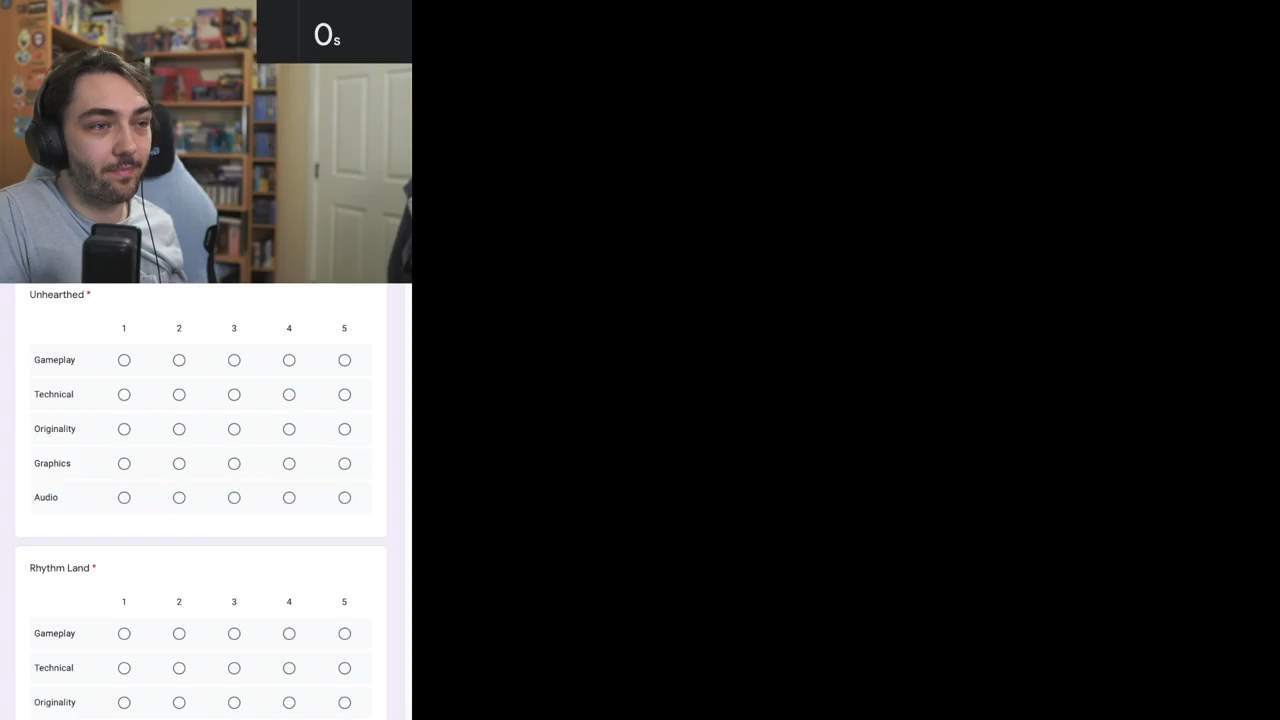 0s
Unhearthed *
1 2 3 4 5
Gameplay
Technical
Originality
Graphics
Audio
Rhythm Land *
1 2 3 4 5
Gameplay
Technical
Originality